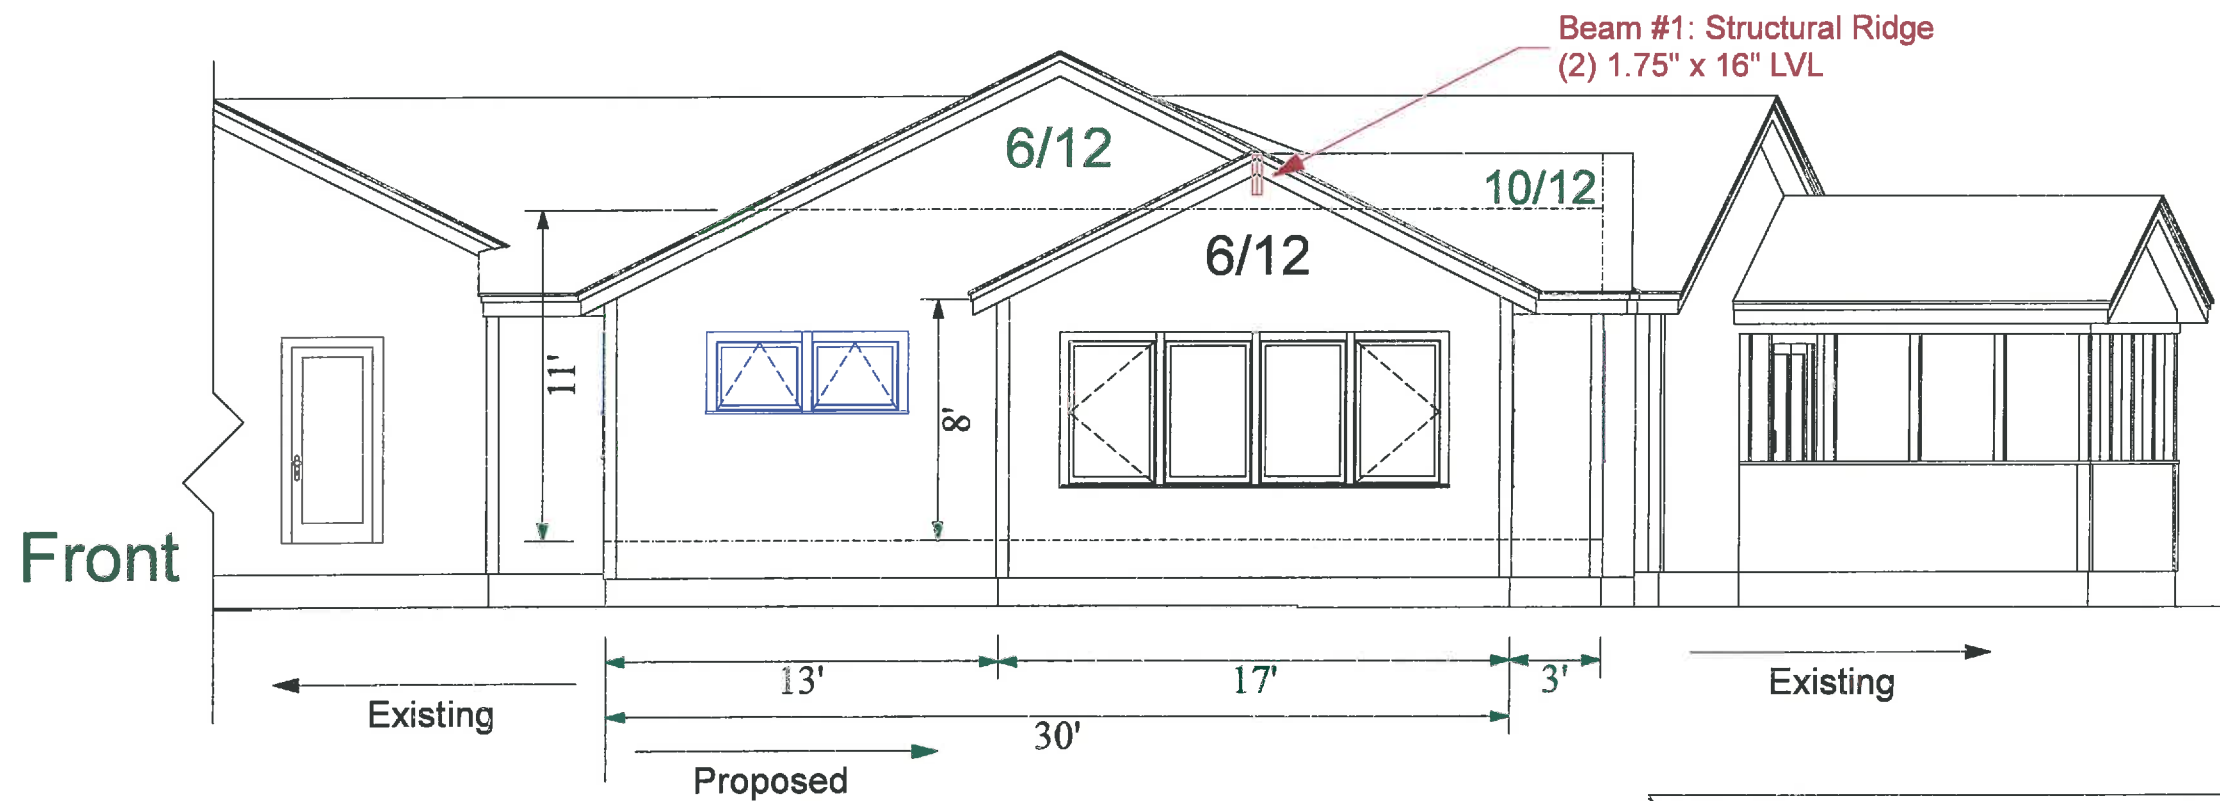 Beam #1: Structural Ridge
(2) 1.75" x 16" LVL
6/12
10/12
6/12
11'
8'
Front
13'
17'
3'
Existing
Existing
30'
Proposed